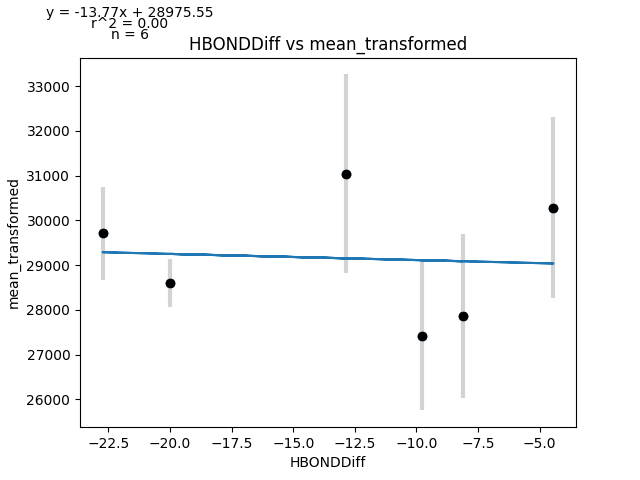 y = -13.77x + 28975.55
r^2 = 0.00
n = 6
HBONDDiff vs mean_transformed
33000
32000
31000
30000
29000
28000
27000
26000
mean_transformed
−22.5 −20.0 −17.5 −15.0 −12.5 −10.0 −7.5 −5.0
HBONDDiff